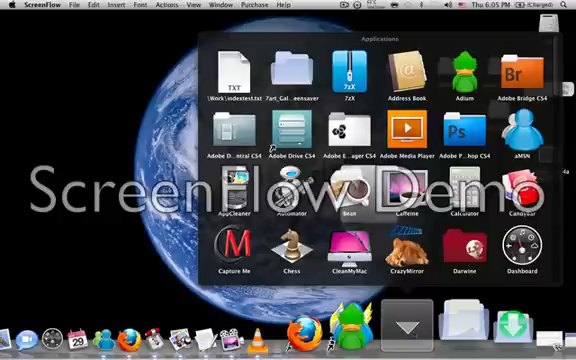 ScreenFlow File Edit Insert Font Actions View Window Purchase Help
Thu 6:05 PM (Charged)
Applications
\Work\indextest.txt 7art_Gal...eensaver 7zX Address Book Adium Adobe Bridge CS4
TXT
Br
Adobe D...ntral CS4 Adobe Drive CS4 Adobe E...ager CS4 Adobe Media Player Adobe P...hop CS4 aMSN
Ps
ScreenFlow Demo
AppCleaner Automator Bean Caffeine Calculator CandyBar
Capture Me Chess CleanMyMac CrazyMirror Darwine Dashboard
29